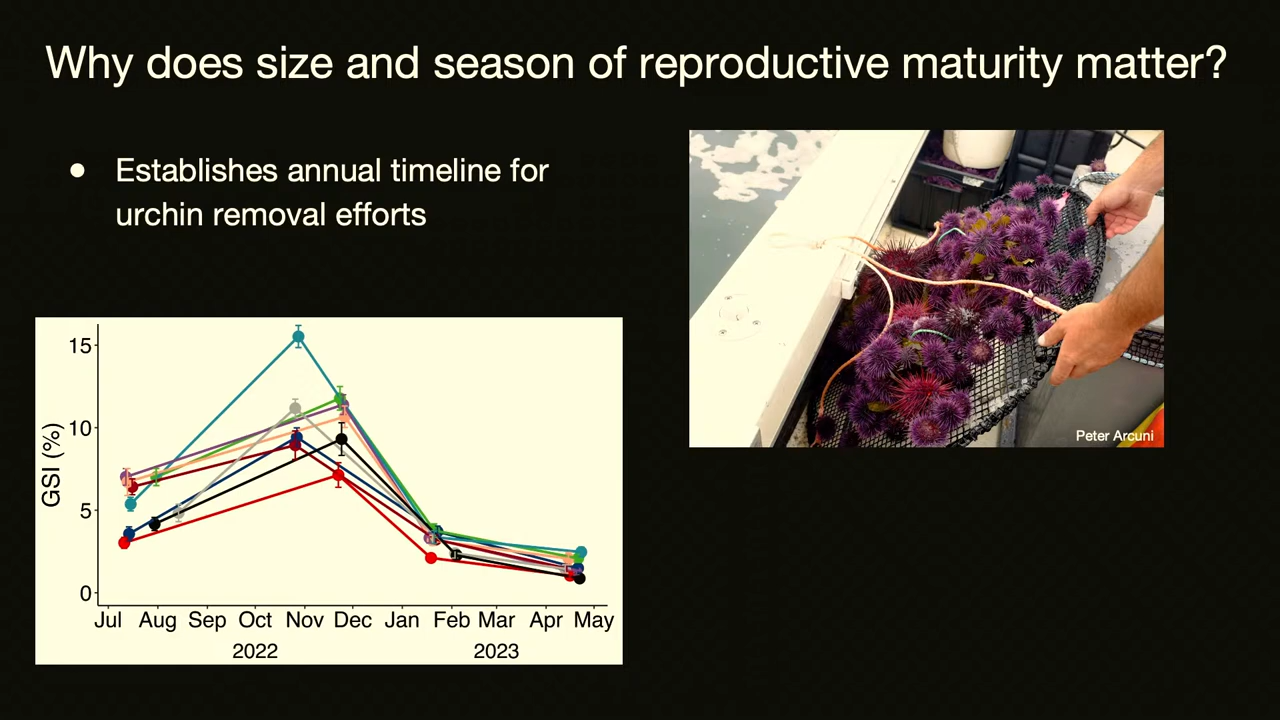 Why does size and season of reproductive maturity matter?
● Establishes annual timeline for
urchin removal efforts
Peter Arcuni
GSI (%)
15
10
5
0
Jul Aug Sep Oct Nov Dec Jan Feb Mar Apr May
2022 2023